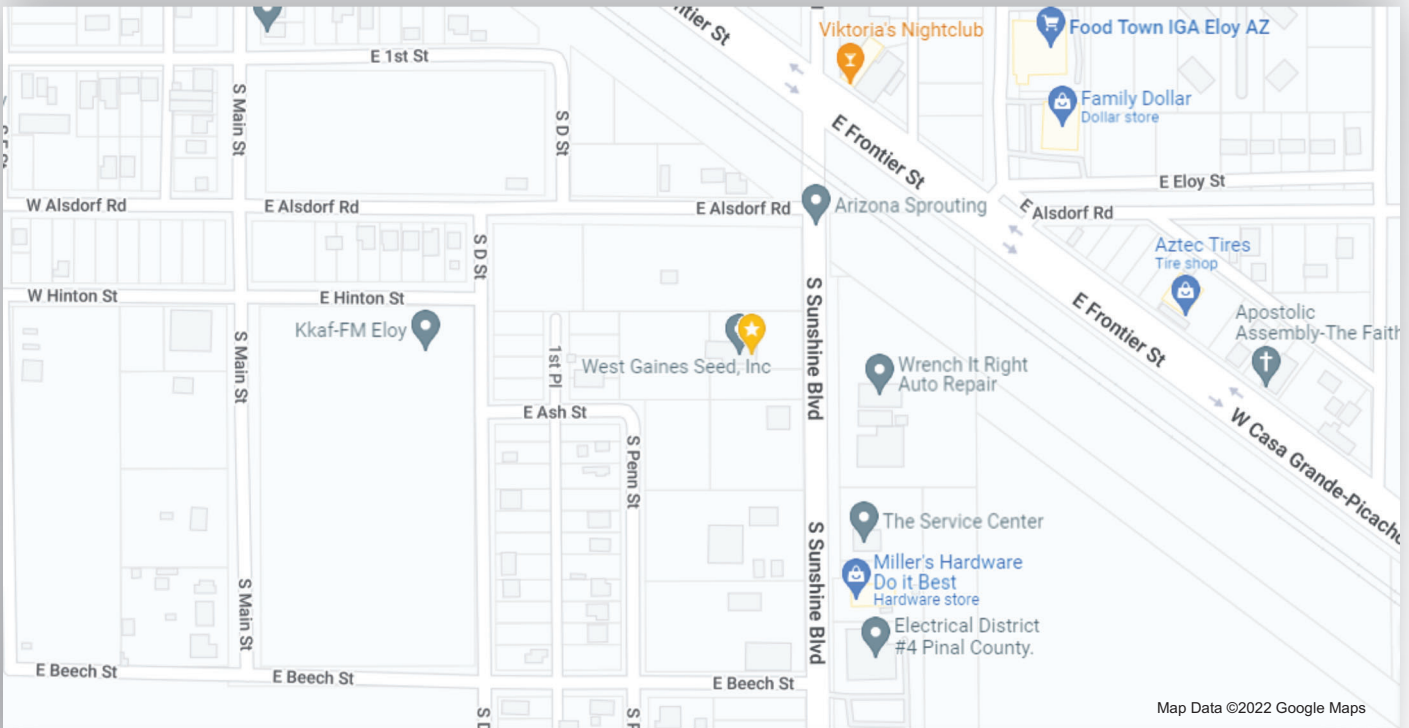 ntier St
Viktoria's Nightclub
Food Town IGA Eloy AZ
E 1st St
Family Dollar
Dollar store
S Main St
S D St
E Frontier St
E Eloy St
W Alsdorf Rd
E Alsdorf Rd
E Alsdorf Rd
Arizona Sprouting
E Alsdorf Rd
S D St
Aztec Tires
Tire shop
W Hinton St
E Hinton St
S Sunshine Blvd
E Frontier St
Kkaf-FM Eloy
Apostolic
Assembly-The Faith
S Main St
1st Pl
West Gaines Seed, Inc
Wrench It Right
Auto Repair
E Ash St
S Penn St
W Casa Grande-Picacho
The Service Center
S Sunshine Blvd
Miller's Hardware
Do it Best
Hardware store
S Main St
Electrical District
#4 Pinal County.
E Beech St
E Beech St
E Beech St
S D
S P
Map Data ©2022 Google Maps